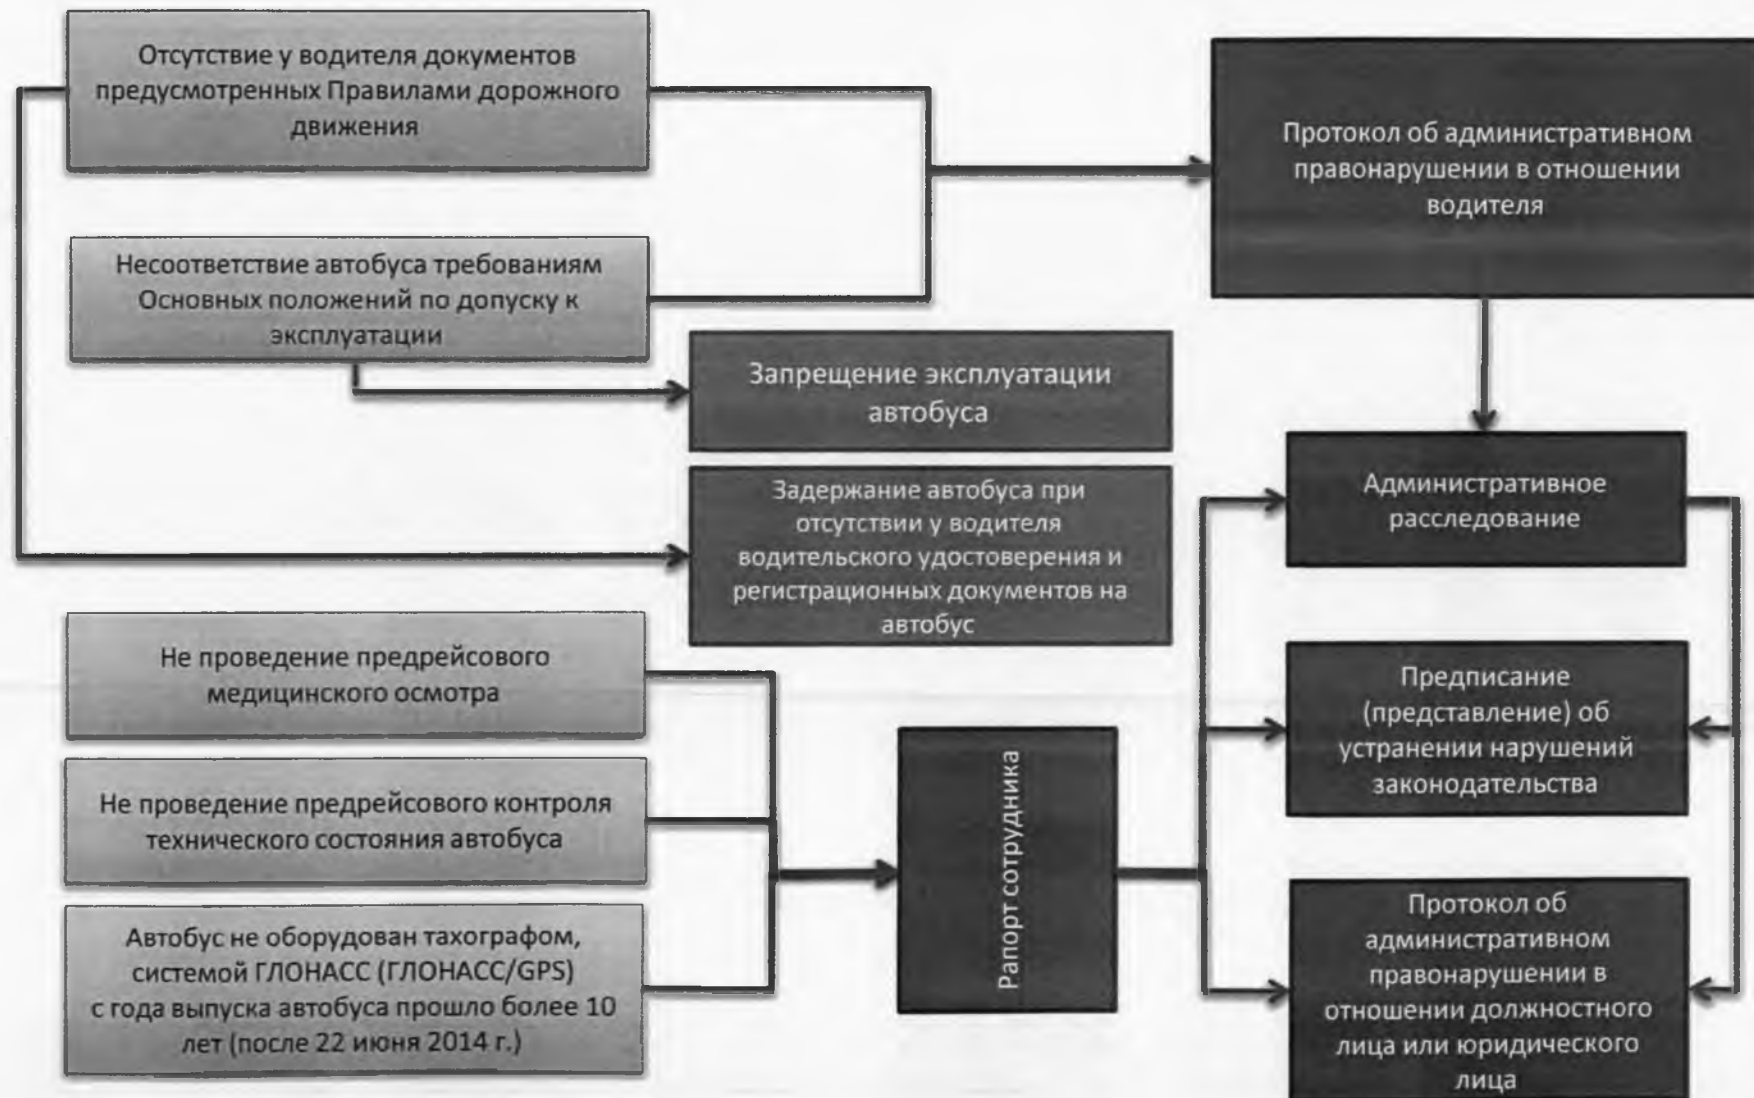 Отсутствие у водителя документов
предусмотренных Правилами дорожного
движения
Протокол об административном
правонарушении в отношении
водителя
Несоответствие автобуса требованиям
Основных положений по допуску к
эксплуатации
Запрещение эксплуатации
автобуса
Задержание автобуса при
отсутствии у водителя
водительского удостоверения и
регистрационных документов на
автобус
Административное
расследование
Не проведение предрейсового
медицинского осмотра
Предписание
(представление) об
устранении нарушений
законодательства
Не проведение предрейсового контроля
технического состояния автобуса
Рапорт сотрудника
Автобус не оборудован тахографом,
системой ГЛОНАСС (ГЛОНАСС/GPS)
с года выпуска автобуса прошло более 10
лет (после 22 июня 2014 г.)
Протокол об
административном
правонарушении в
отношении должностного
лица или юридического
лица